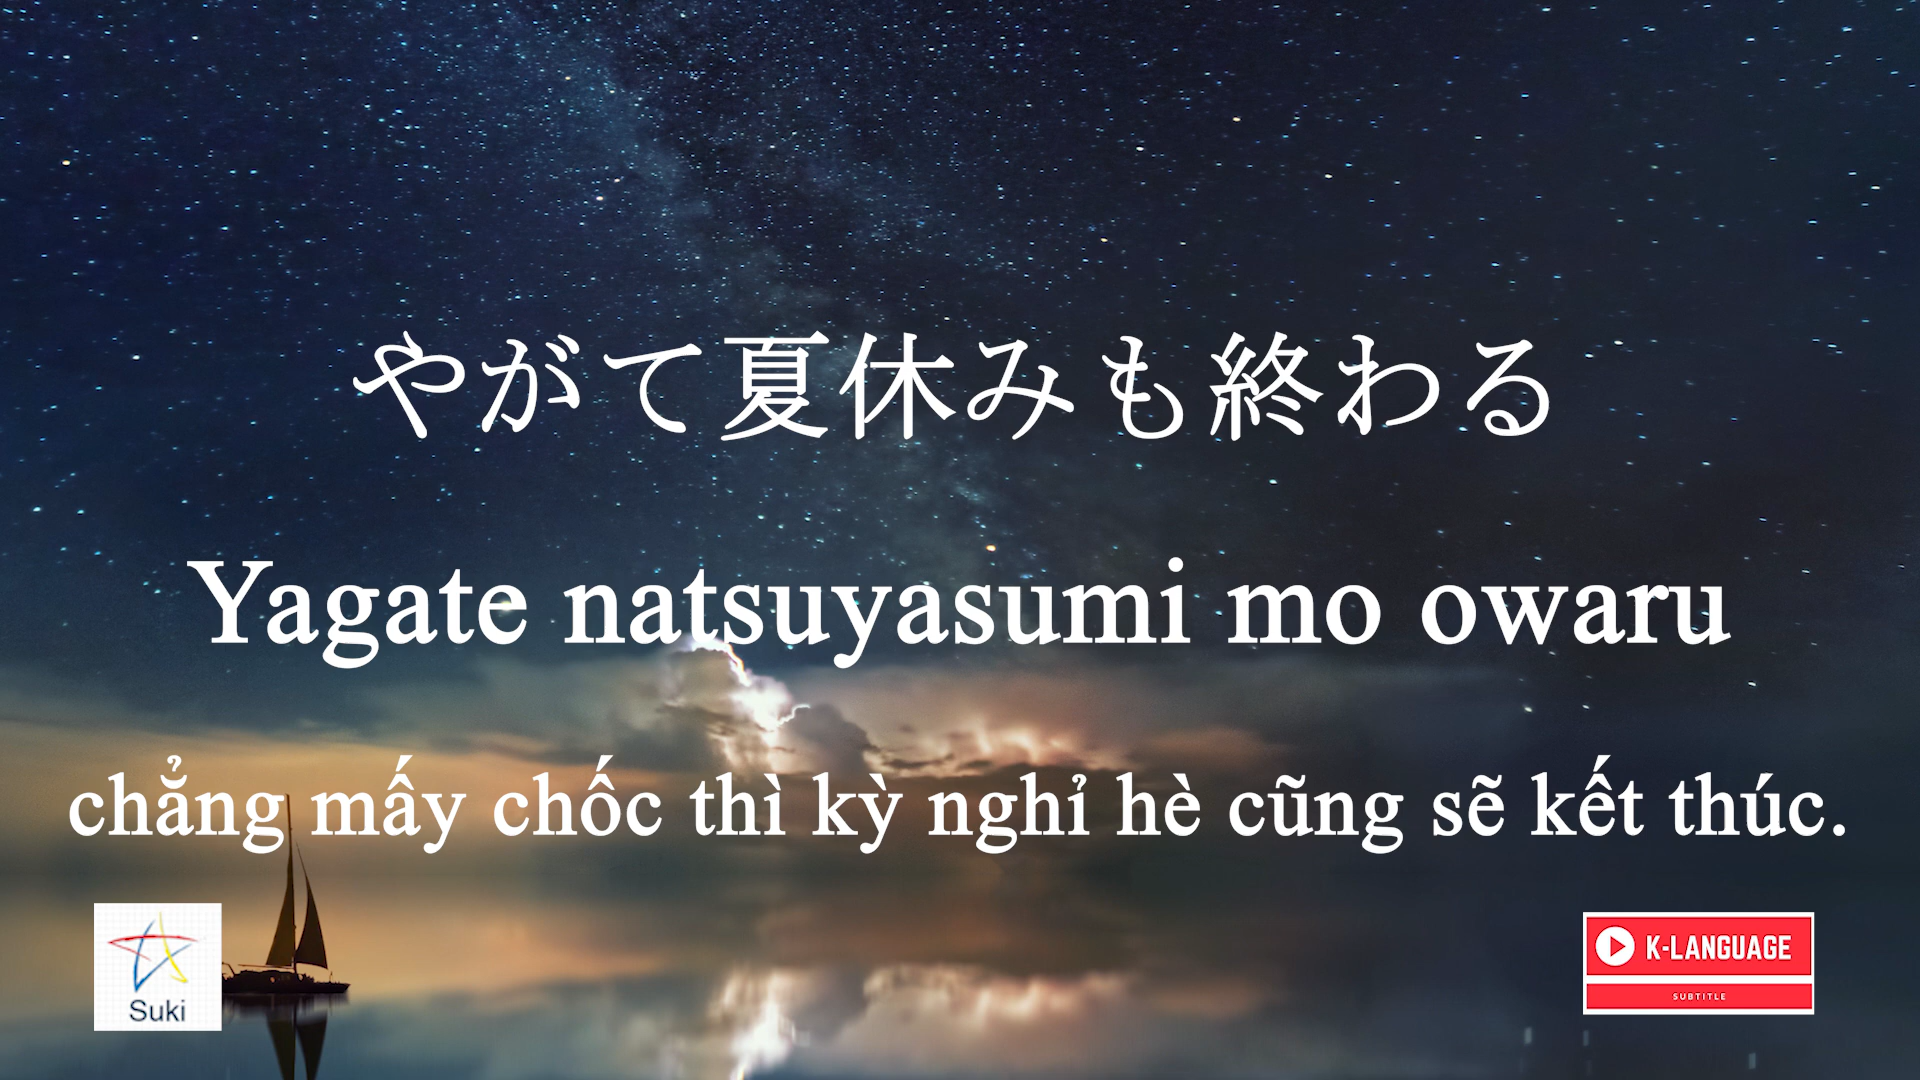 やがて夏休みも終わる
Yagate natsuyasumi mo owaru
chẳng mấy chốc thì kỳ nghỉ hè cũng sẽ kết thúc.
Suki
K-LANGUAGE
SUBTITLE